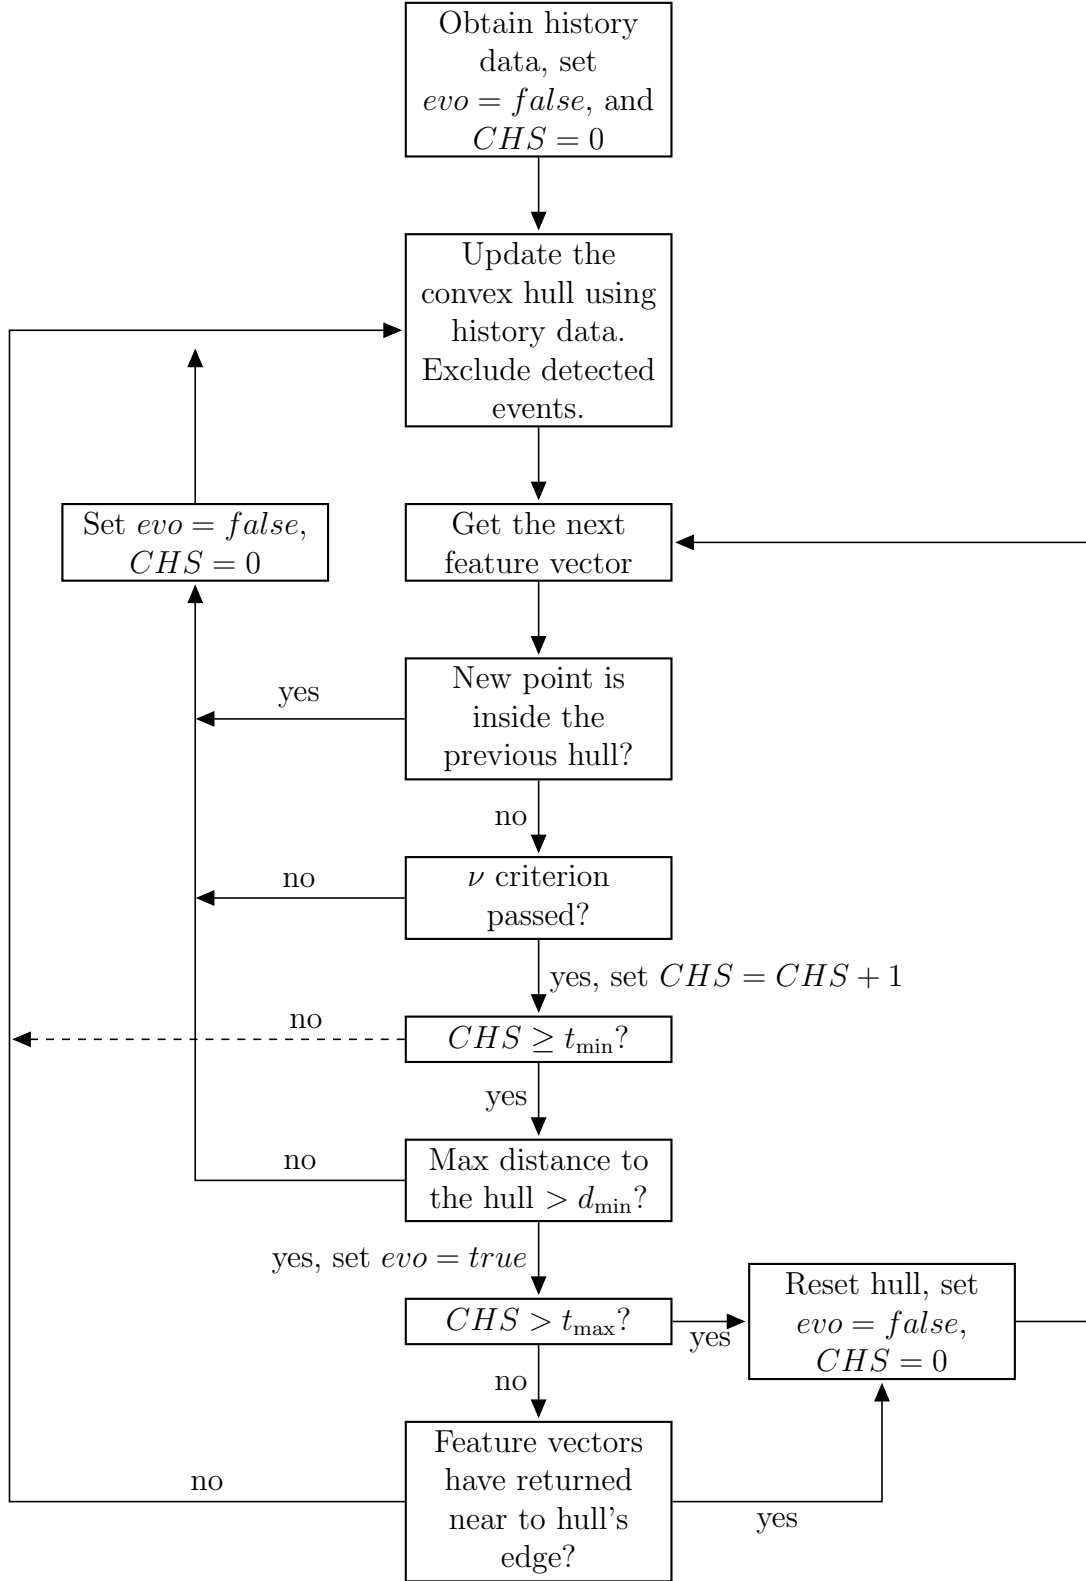 Obtain history
data, set
evo = false, and
CHS = 0
Update the
convex hull using
history data.
Exclude detected
events.
Set evo = false,
CHS = 0
Get the next
feature vector
New point is
inside the
previous hull?
yes
no
ν criterion
passed?
no
yes, set CHS = CHS + 1
CHS ≥ t_min?
no
yes
Max distance to
the hull > d_min?
no
yes, set evo = true
CHS > t_max?
yes
Reset hull, set
evo = false,
CHS = 0
no
Feature vectors
have returned
near to hull's
edge?
no
yes